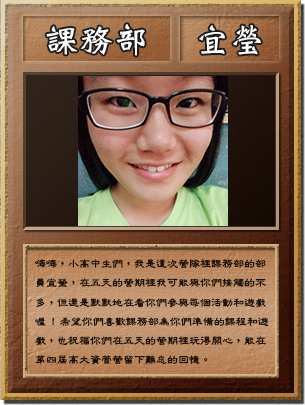 課務部 宜瑩
嗨嗨，小高中生們，我是這次營隊裡課務部的部
員宜瑩，在五天的營期裡我可能與你們接觸的不
多，但還是默默地在看你們參與每個活動和遊戲
喔！希望你們喜歡課務部為你們準備的課程和遊
戲，也祝福你們在五天的營期裡玩得開心，能在
第四屆高大資管營留下難忘的回憶。